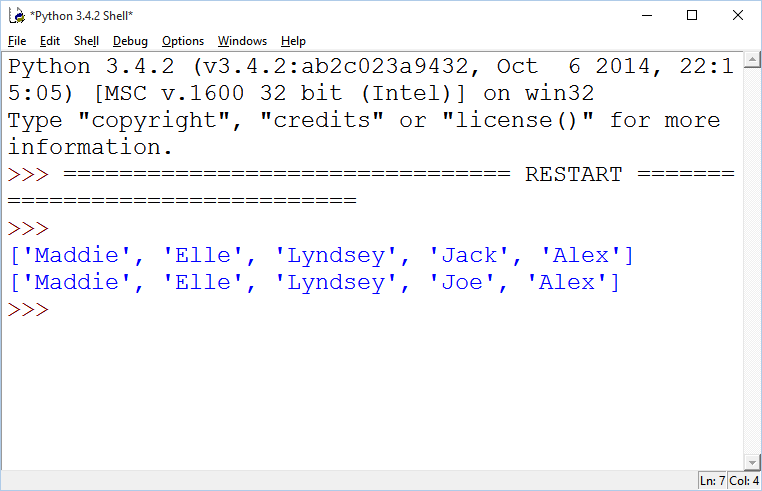 *Python 3.4.2 Shell*
File Edit Shell Debug Options Windows Help
Python 3.4.2 (v3.4.2:ab2c023a9432, Oct  6 2014, 22:1
5:05) [MSC v.1600 32 bit (Intel)] on win32
Type "copyright", "credits" or "license()" for more
information.
>>> ================================ RESTART =======
=========================
>>>
['Maddie', 'Elle', 'Lyndsey', 'Jack', 'Alex']
['Maddie', 'Elle', 'Lyndsey', 'Joe', 'Alex']
>>>
Ln: 7 Col: 4